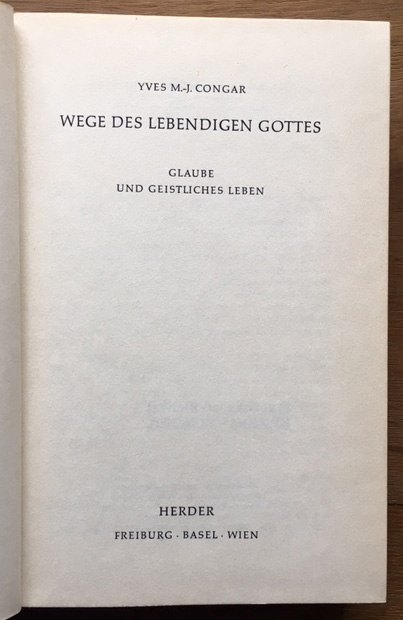 YVES M.-J. CONGAR
WEGE DES LEBENDIGEN GOTTES
GLAUBE
UND GEISTLICHES LEBEN
HERDER
FREIBURG · BASEL · WIEN